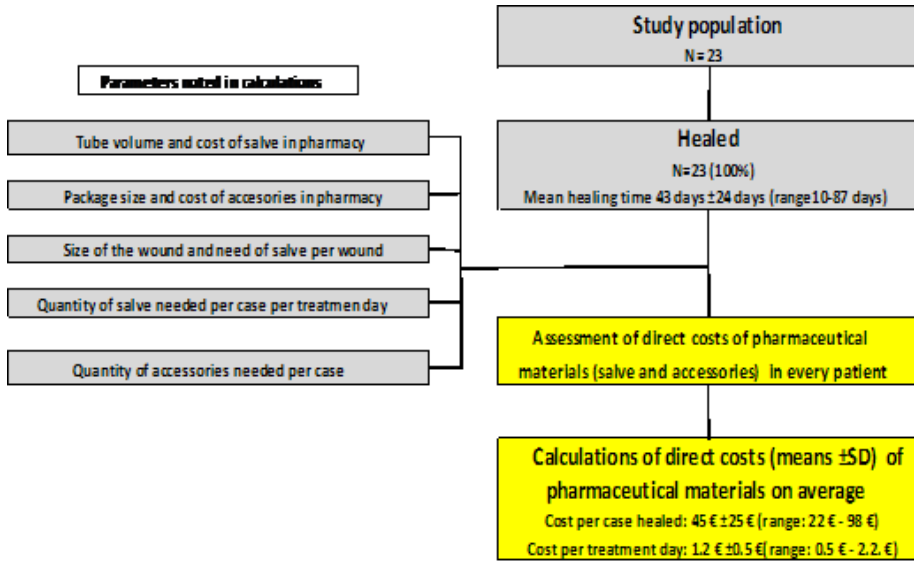 Study population
N= 23
Parameters noted in calculations
Tube volume and cost of salve in pharmacy
Package size and cost of accesories in pharmacy
Size of the wound and need of salve per wound
Quantity of salve needed per case per treatmen day
Quantity of accessories needed per case
Healed
N=23 (100%)
Mean healing time 43 days ±24 days (range10-87 days)
Assessment of direct costs of pharmaceutical
materials (salve and accessories) in every patient
Calculations of direct costs (means ±SD) of
pharmaceutical materials on average
Cost per case healed: 45 € ±25 € (range: 22 € - 98 €)
Cost per treatment day: 1.2 € ±0.5 €(range: 0.5 € - 2.2. €)